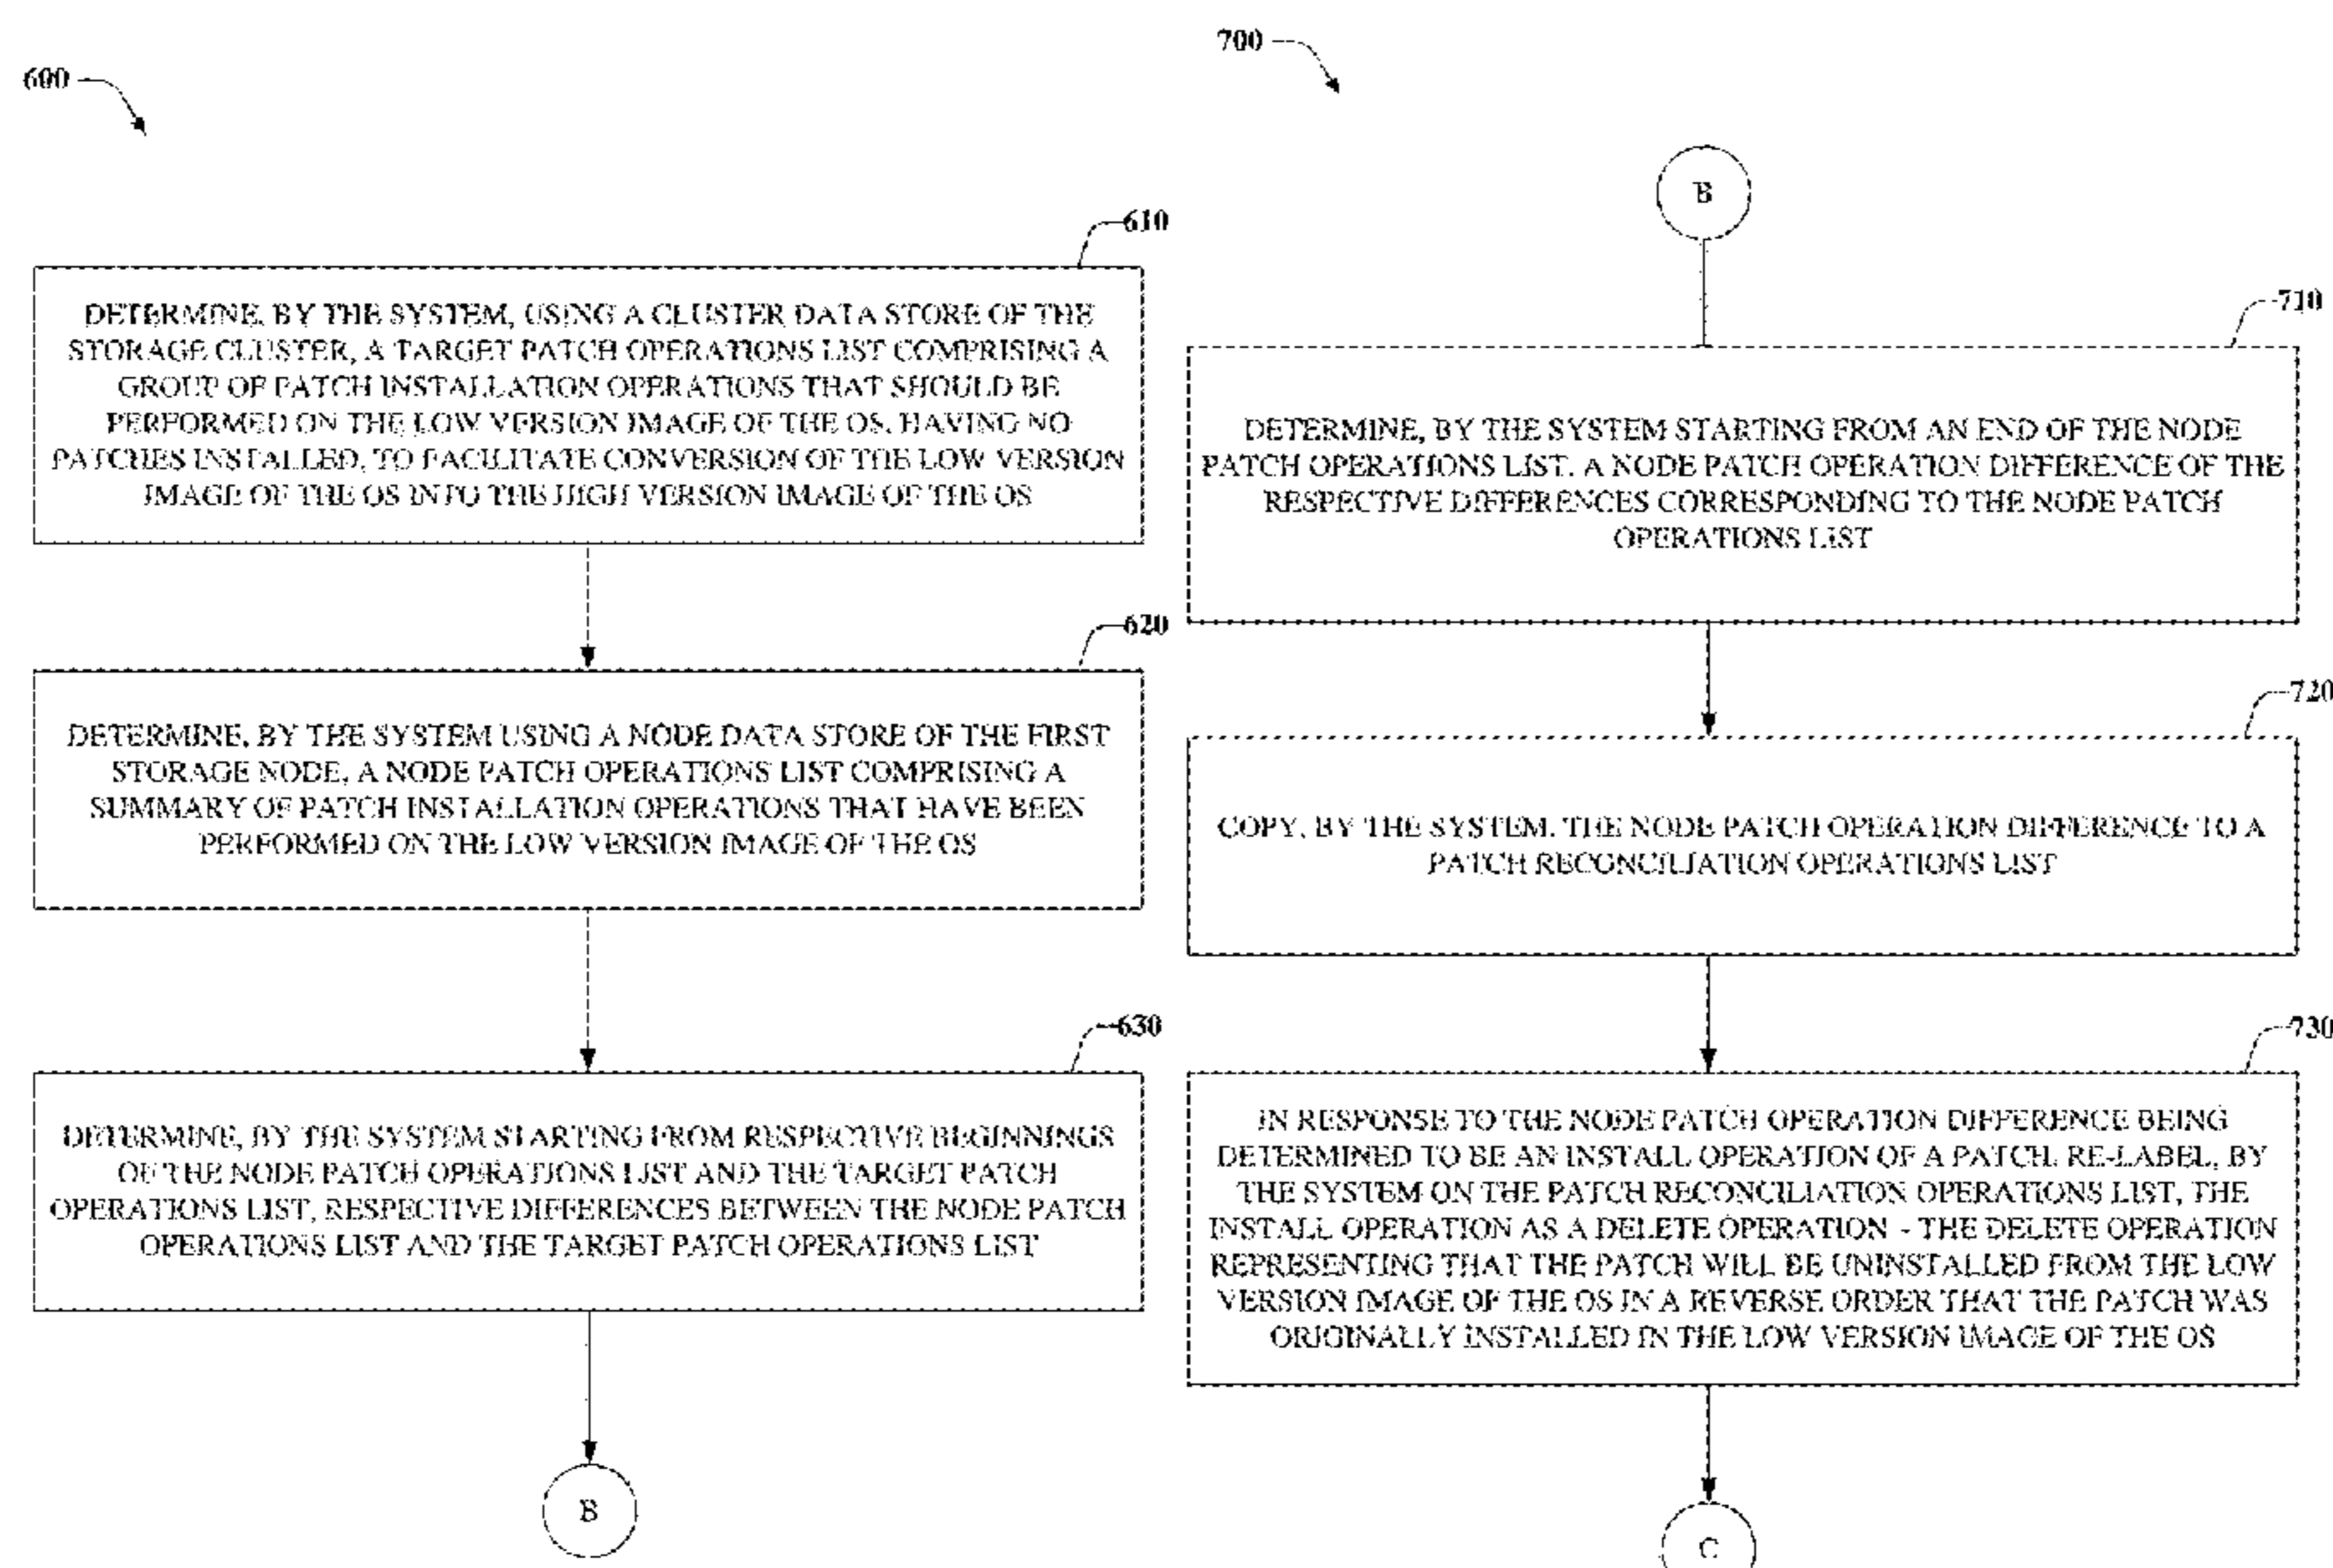 600
610
DETERMINE, BY THE SYSTEM, USING A CLUSTER DATA STORE OF THE
STORAGE CLUSTER, A TARGET PATCH OPERATIONS LIST COMPRISING A
GROUP OF PATCH INSTALLATION OPERATIONS THAT SHOULD BE
PERFORMED ON THE LOW VERSION IMAGE OF THE OS, HAVING NO
PATCHES INSTALLED, TO FACILITATE CONVERSION OF THE LOW VERSION
IMAGE OF THE OS INTO THE HIGH VERSION IMAGE OF THE OS
620
DETERMINE, BY THE SYSTEM USING A NODE DATA STORE OF THE FIRST
STORAGE NODE, A NODE PATCH OPERATIONS LIST COMPRISING A
SUMMARY OF PATCH INSTALLATION OPERATIONS THAT HAVE BEEN
PERFORMED ON THE LOW VERSION IMAGE OF THE OS
630
DETERMINE, BY THE SYSTEM STARTING FROM RESPECTIVE BEGINNINGS
OF THE NODE PATCH OPERATIONS LIST AND THE TARGET PATCH
OPERATIONS LIST, RESPECTIVE DIFFERENCES BETWEEN THE NODE PATCH
OPERATIONS LIST AND THE TARGET PATCH OPERATIONS LIST
B
700
B
710
DETERMINE, BY THE SYSTEM STARTING FROM AN END OF THE NODE
PATCH OPERATIONS LIST, A NODE PATCH OPERATION DIFFERENCE OF THE
RESPECTIVE DIFFERENCES CORRESPONDING TO THE NODE PATCH
OPERATIONS LIST
720
COPY, BY THE SYSTEM, THE NODE PATCH OPERATION DIFFERENCE TO A
PATCH RECONCILIATION OPERATIONS LIST
730
IN RESPONSE TO THE NODE PATCH OPERATION DIFFERENCE BEING
DETERMINED TO BE AN INSTALL OPERATION OF A PATCH, RE-LABEL, BY
THE SYSTEM ON THE PATCH RECONCILIATION OPERATIONS LIST, THE
INSTALL OPERATION AS A DELETE OPERATION - THE DELETE OPERATION
REPRESENTING THAT THE PATCH WILL BE UNINSTALLED FROM THE LOW
VERSION IMAGE OF THE OS IN A REVERSE ORDER THAT THE PATCH WAS
ORIGINALLY INSTALLED IN THE LOW VERSION IMAGE OF THE OS
C